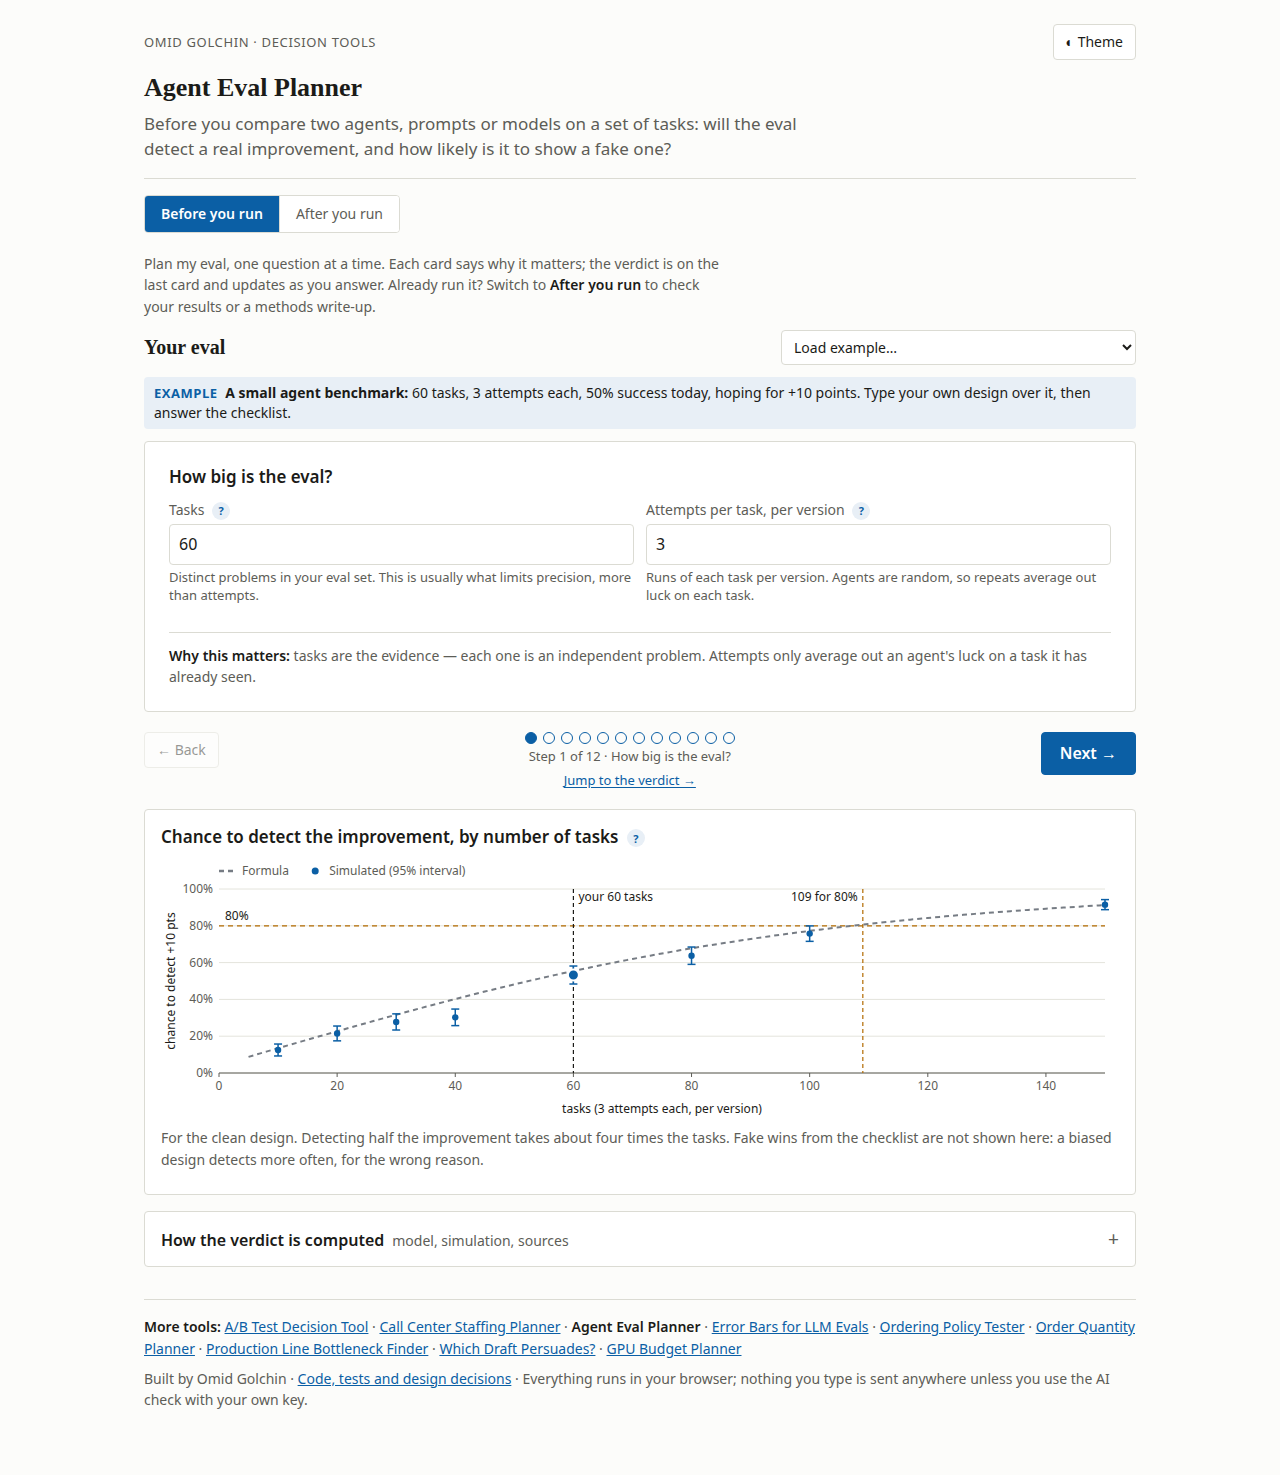 OMID GOLCHIN · DECISION TOOLS
◐ Theme
Agent Eval Planner
Before you compare two agents, prompts or models on a set of tasks: will the eval
detect a real improvement, and how likely is it to show a fake one?
Before you run
After you run
Plan my eval, one question at a time. Each card says why it matters; the verdict is on the
last card and updates as you answer. Already run it? Switch to After you run to check
your results or a methods write-up.
Your eval
Load example...
EXAMPLE A small agent benchmark: 60 tasks, 3 attempts each, 50% success today, hoping for +10 points. Type your own design over it, then
answer the checklist.
How big is the eval?
Tasks ?
Attempts per task, per version ?
60
3
Distinct problems in your eval set. This is usually what limits precision, more
than attempts.
Runs of each task per version. Agents are random, so repeats average out
luck on each task.
Why this matters: tasks are the evidence — each one is an independent problem. Attempts only average out an agent's luck on a task it has
already seen.
← Back
Step 1 of 12 · How big is the eval?
Jump to the verdict →
Next →
Chance to detect the improvement, by number of tasks ?
Formula
Simulated (95% interval)
100%
80%
60%
40%
20%
0%
chance to detect +10 pts
80%
your 60 tasks
109 for 80%
0 20 40 60 80 100 120 140
tasks (3 attempts each, per version)
For the clean design. Detecting half the improvement takes about four times the tasks. Fake wins from the checklist are not shown here: a biased
design detects more often, for the wrong reason.
How the verdict is computed model, simulation, sources
+
More tools: A/B Test Decision Tool · Call Center Staffing Planner · Agent Eval Planner · Error Bars for LLM Evals · Ordering Policy Tester · Order Quantity
Planner · Production Line Bottleneck Finder · Which Draft Persuades? · GPU Budget Planner
Built by Omid Golchin · Code, tests and design decisions · Everything runs in your browser; nothing you type is sent anywhere unless you use the AI
check with your own key.